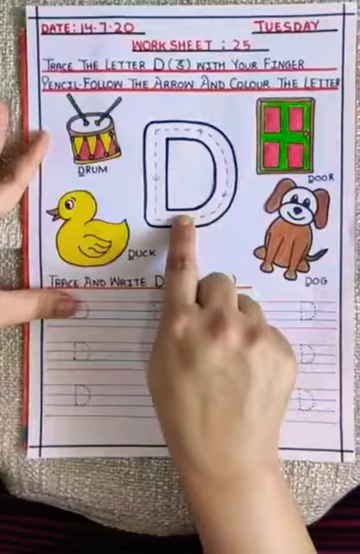 DATE: 14·7·20 TUESDAY
WORKSHEET : 25
TRACE THE LETTER D (ड) WITH YOUR FINGER
PENCIL-FOLLOW THE ARROW AND COLOUR THE LETTER
D
DRUM
DOOR
DUCK
DOG
TRACE AND WRITE D
D D
D D
D D